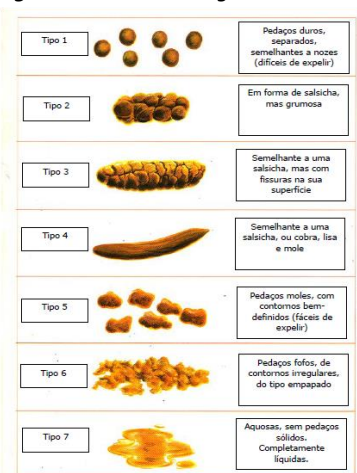 Tipo 1
Pedaços duros,
separados,
semelhantes a nozes
(difíceis de expelir)
Tipo 2
Em forma de salsicha,
mas grumosa
Tipo 3
Semelhante a uma
salsicha, mas com
fissuras na sua
superfície
Tipo 4
Semelhante a uma
salsicha, ou cobra, lisa
e mole
Tipo 5
Pedaços moles, com
contornos bem-
definidos (fáceis de
expelir)
Tipo 6
Pedaços fofos, de
contornos irregulares,
do tipo empapado
Tipo 7
Aquosas, sem pedaços
sólidos.
Completamente
líquidas.